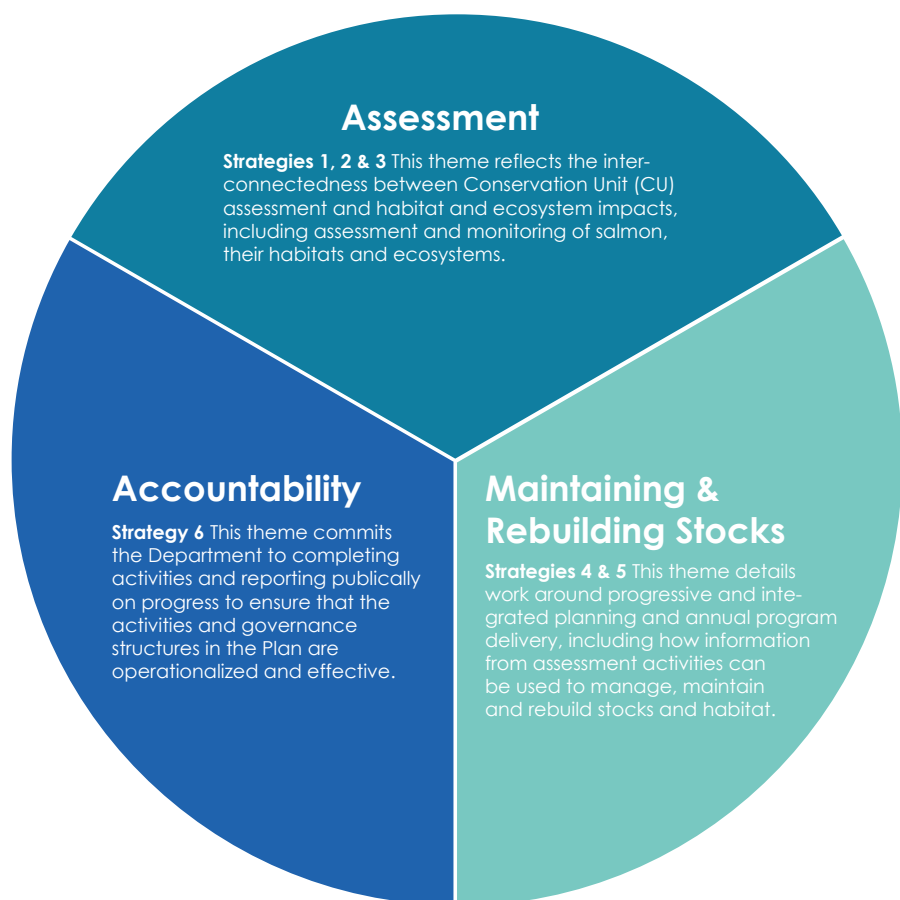 Assessment
Strategies 1, 2 & 3 This theme reflects the inter-
connectedness between Conservation Unit (CU)
assessment and habitat and ecosystem impacts,
including assessment and monitoring of salmon,
their habitats and ecosystems.
Accountability
Strategy 6 This theme commits
the Department to completing
activities and reporting publically
on progress to ensure that the
activities and governance
structures in the Plan are
operationalized and effective.
Maintaining &
Rebuilding Stocks
Strategies 4 & 5 This theme details
work around progressive and inte-
grated planning and annual program
delivery, including how information
from assessment activities can
be used to manage, maintain
and rebuild stocks and habitat.